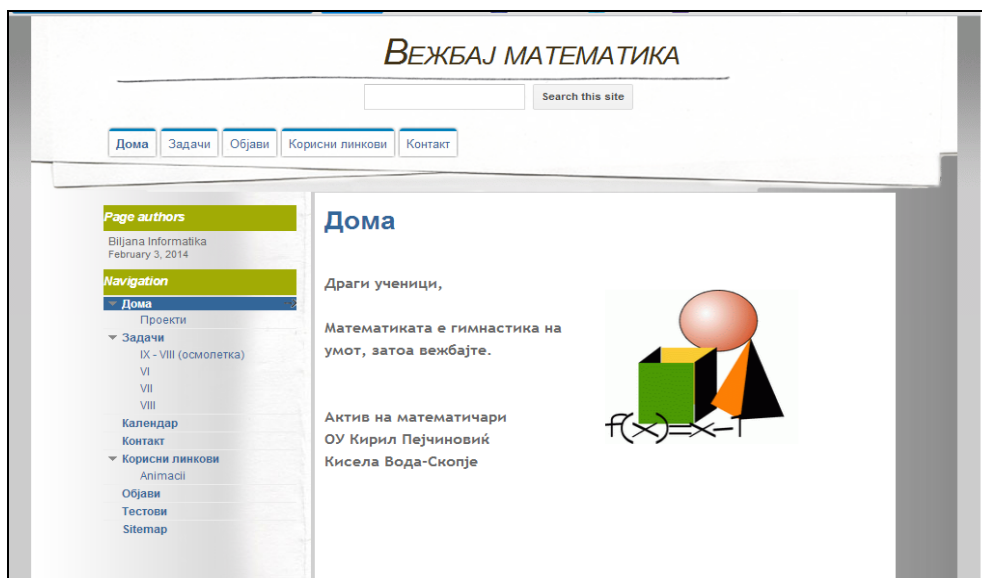 ВЕЖБАЈ МАТЕМАТИКА
Search this site
Дома Задачи Објави Корисни линкови Контакт
Page authors
Biljana Informatika
February 3, 2014
Navigation
Дома
Проекти
Задачи
IX - VIII (осмолетка)
VI
VII
VIII
Календар
Контакт
Корисни линкови
Animacii
Објави
Тестови
Sitemap
Дома
Драги ученици,
Математиката е гимнастика на
умот, затоа вежбајте.
Актив на математичари
ОУ Кирил Пејчиновиќ
Кисела Вода-Скопје
f(x)=x-1